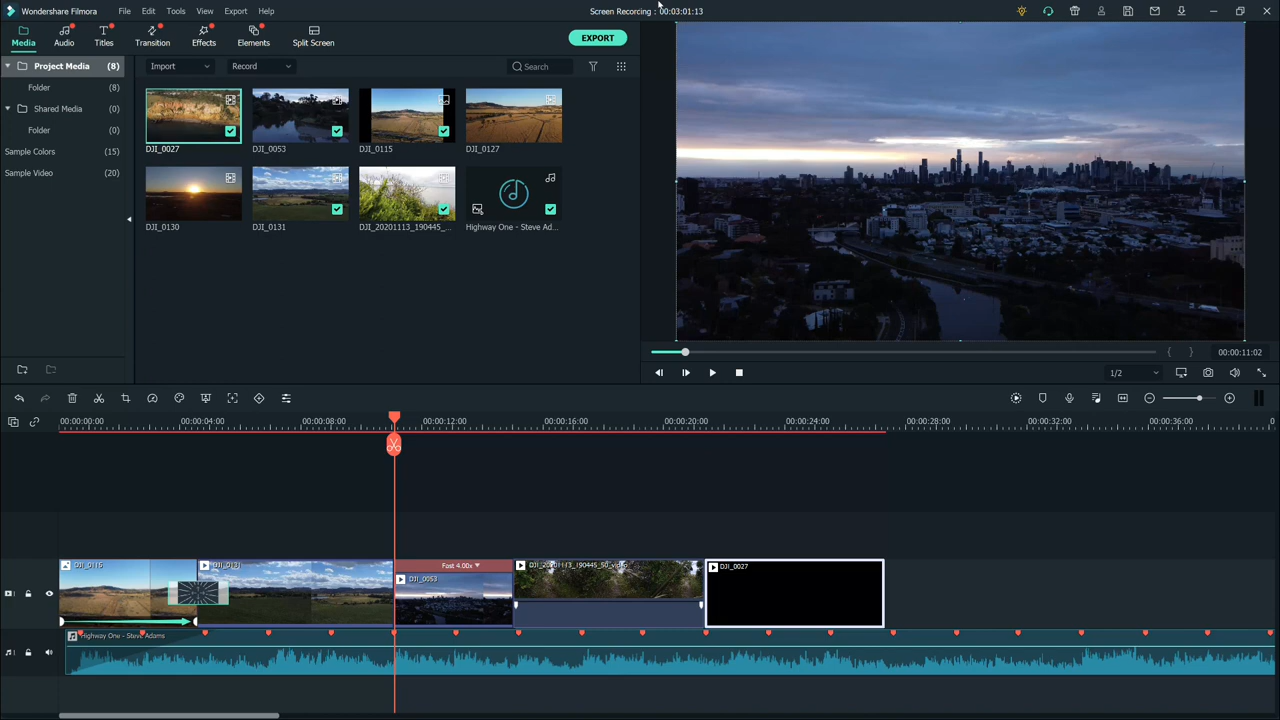 Wondershare Filmora
File Edit Tools View Export Help
Screen Recording : 00:03:01:13
Media Audio Titles Transition Effects Elements Split Screen
EXPORT
Project Media (8)
Folder (8)
Shared Media (0)
Folder (0)
Sample Colors (15)
Sample Video (20)
Import Record Search
DJI_0027 DJI_0053 DJI_0115 DJI_0127
DJI_0130 DJI_0131 DJI_20201113_190445_... Highway One - Steve Ad...
00:00:11:02
1/2
00:00:00:00 00:00:04:00 00:00:08:00 00:00:12:00 00:00:16:00 00:00:20:00 00:00:24:00 00:00:28:00 00:00:32:00 00:00:36:00 0
DJI_0115 DJI_0131 Fast 4.00x DJI_20201113_190445_50_video DJI_0027
DJI_0053
Highway One - Steve Adams